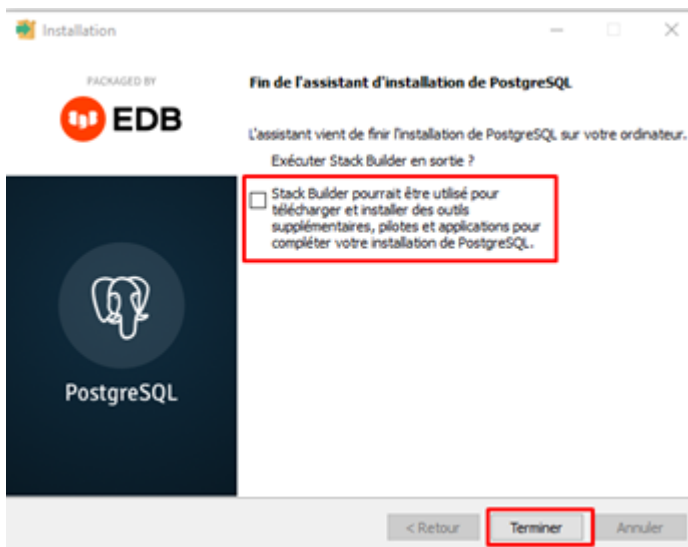 Installation
PACKAGED BY
EDB
Fin de l'assistant d'installation de PostgreSQL
L'assistant vient de finir l'installation de PostgreSQL sur votre ordinateur.
Exécuter Stack Builder en sortie ?
Stack Builder pourrait être utilisé pour
télécharger et installer des outils
supplémentaires, pilotes et applications pour
compléter votre installation de PostgreSQL.
PostgreSQL
< Retour
Terminer
Annuler